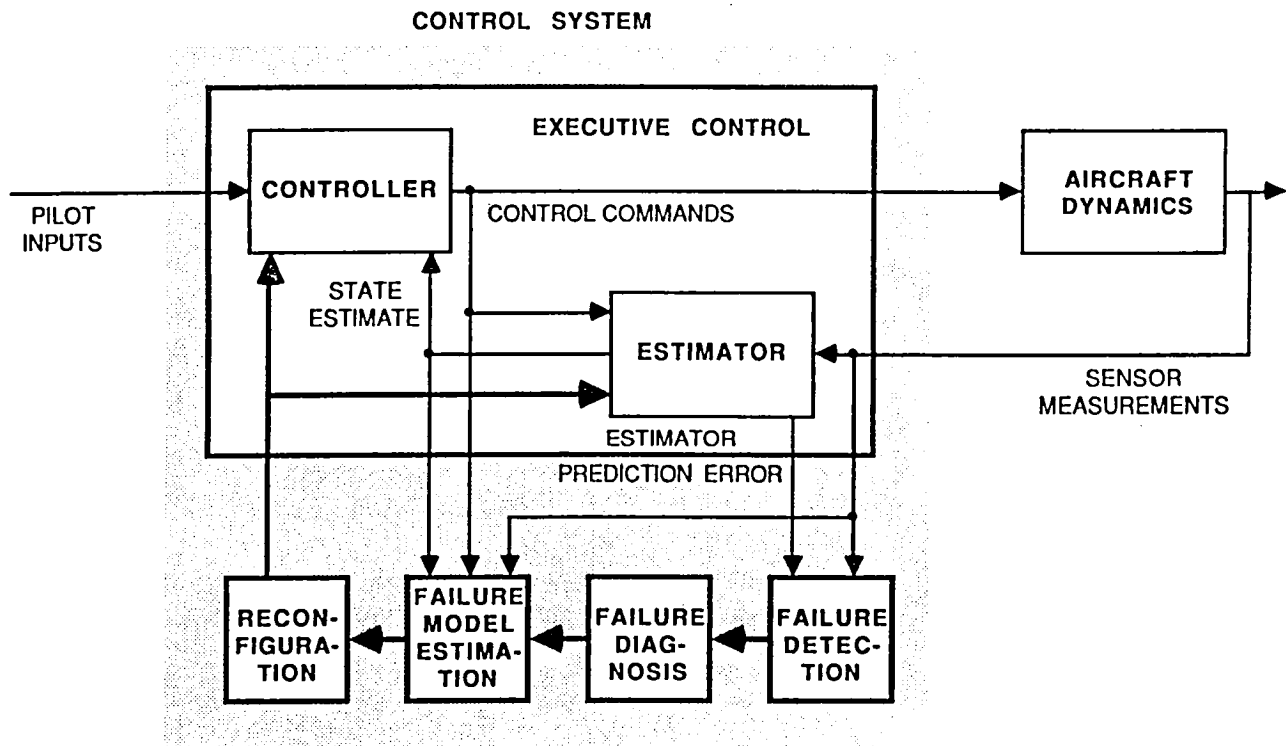 CONTROL SYSTEM
EXECUTIVE CONTROL
CONTROLLER
AIRCRAFT
DYNAMICS
PILOT
INPUTS
CONTROL COMMANDS
STATE
ESTIMATE
ESTIMATOR
SENSOR
MEASUREMENTS
ESTIMATOR
PREDICTION ERROR
RECON-
FIGURA-
TION
FAILURE
MODEL
ESTIMA-
TION
FAILURE
DIAG-
NOSIS
FAILURE
DETEC-
TION